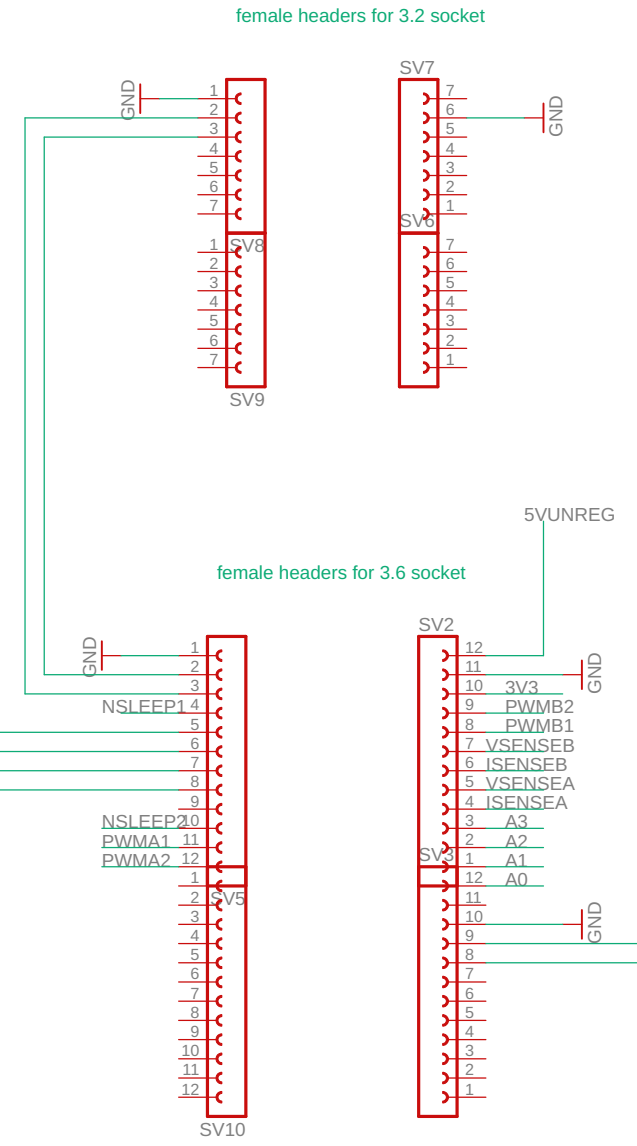 female headers for 3.2 socket
SV7
GND
1
2
3
4
5
6
7
7
6
5
4
3
2
1
GND
SV8
SV6
1
2
3
4
5
6
7
7
6
5
4
3
2
1
SV9
5VUNREG
female headers for 3.6 socket
SV2
GND
1
2
3
NSLEEP1 4
5
6
7
8
9
NSLEEP2 10
PWMA1 11
PWMA2 12
12
11
GND
10 3V3
9 PWMB2
8 PWMB1
7 VSENSEB
6 ISENSEB
5 VSENSEA
4 ISENSEA
3 A3
2 A2
1 A1
SV5
SV3
1
2
3
4
5
6
7
8
9
10
11
12
12 A0
11
10
GND
9
8
7
6
5
4
3
2
1
SV10